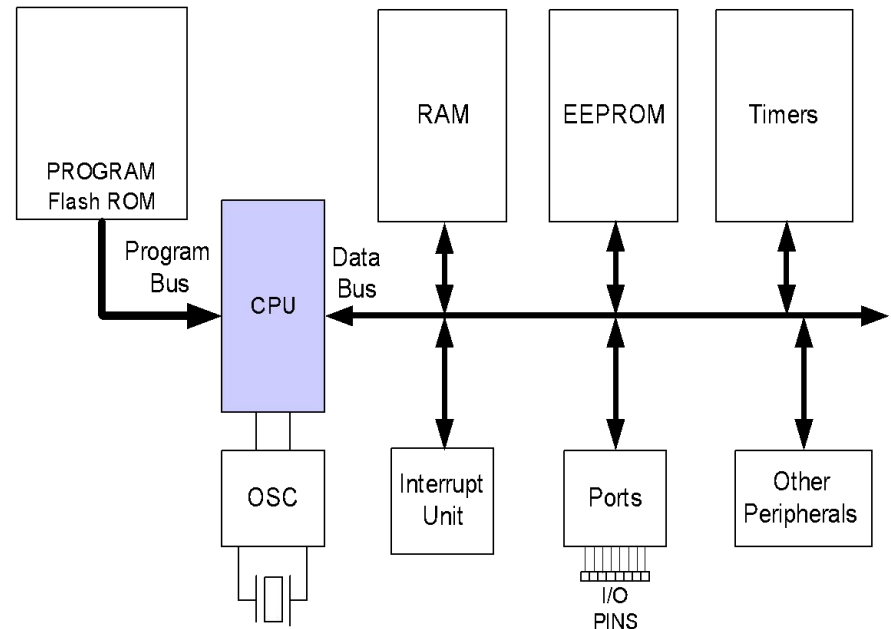 PROGRAM
Flash ROM
RAM
EEPROM
Timers
Program
Bus
CPU
Data
Bus
OSC
Interrupt
Unit
Ports
Other
Peripherals
I/O
PINS